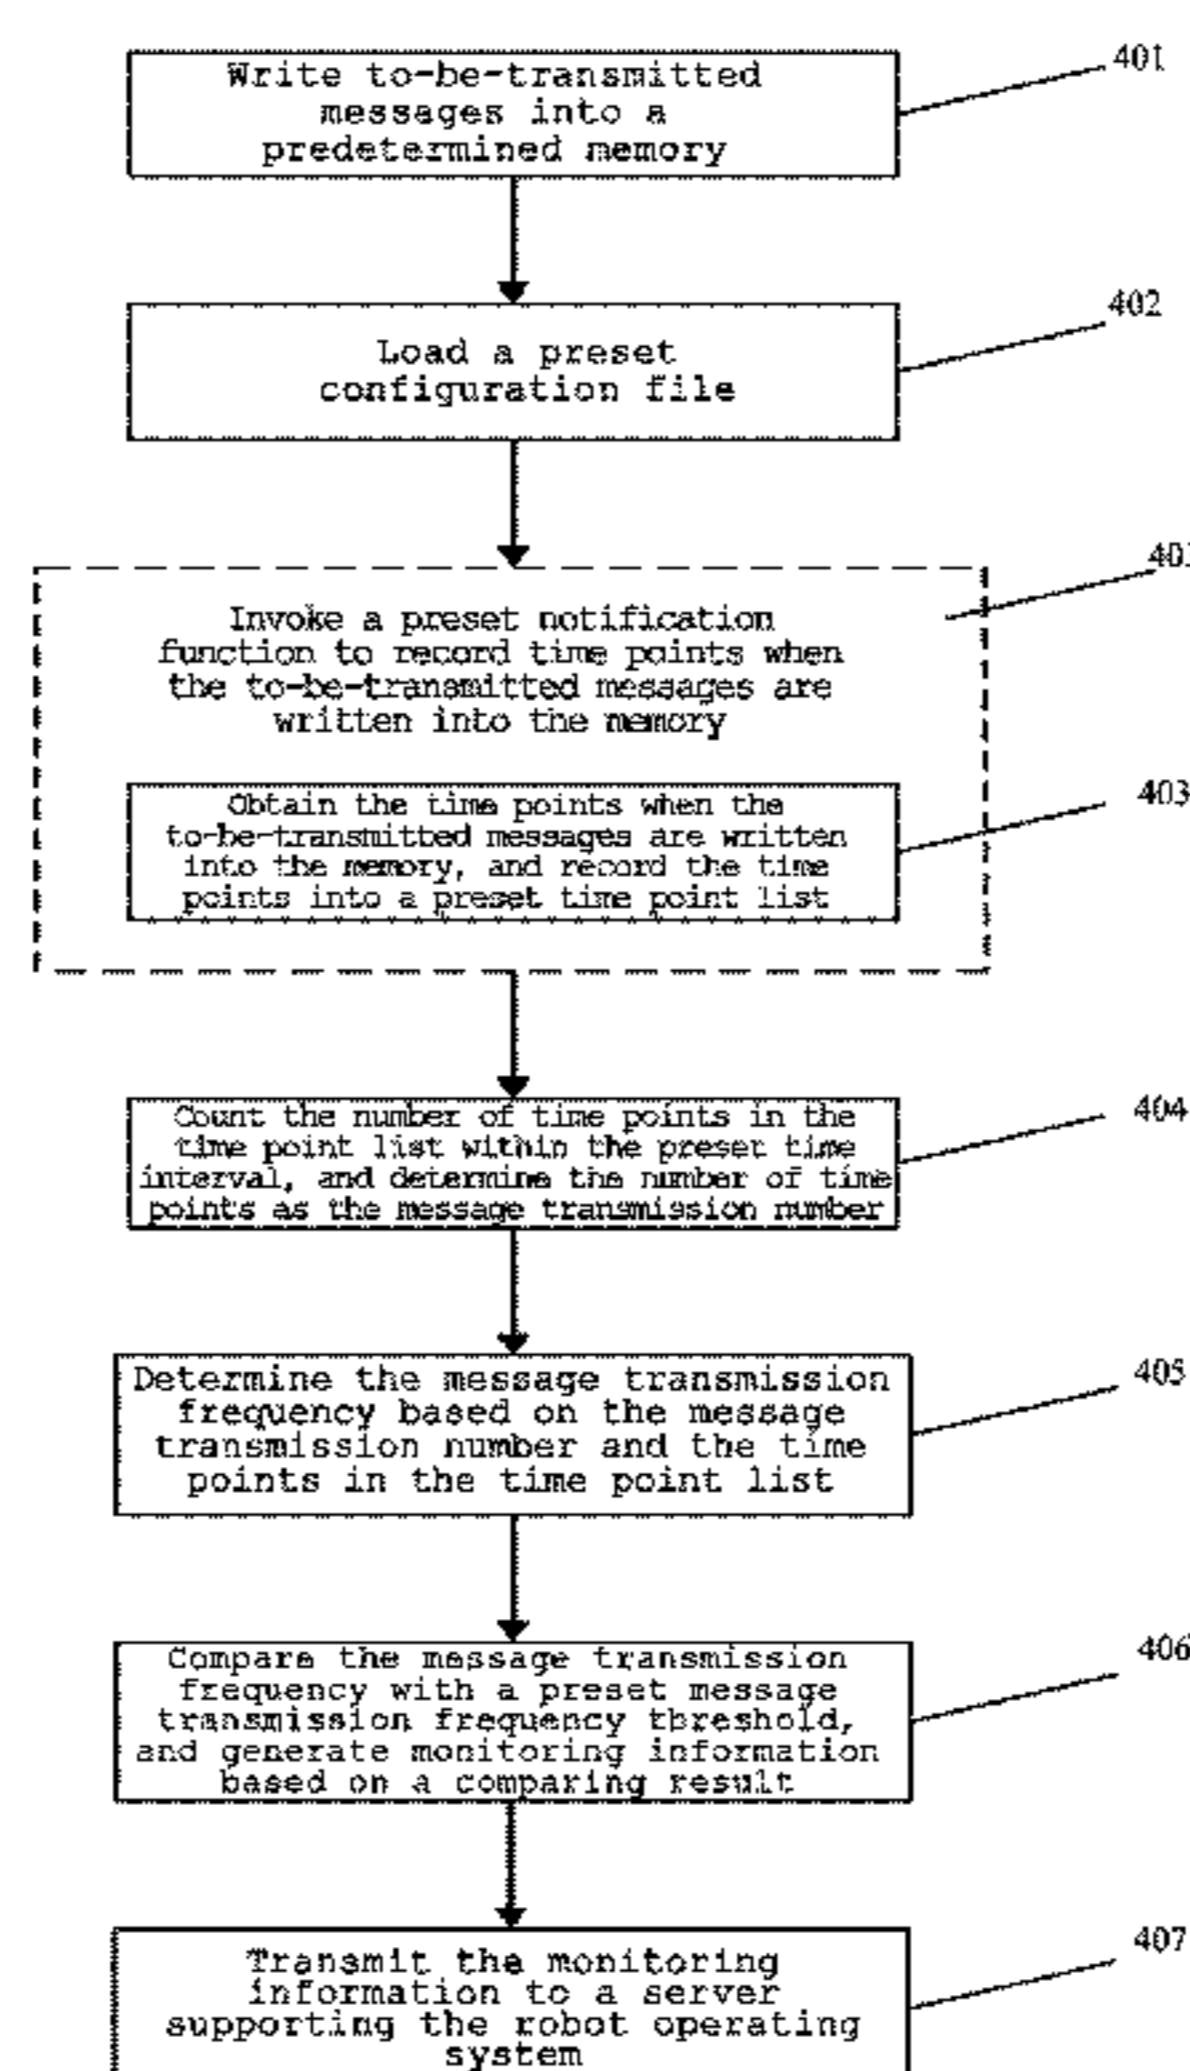 Write to-be-transmitted
messages into a
predetermined memory
401
Load a preset
configuration file
402
Invoke a preset notification
function to record time points when
the to-be-transmitted messages are
written into the memory
Obtain the time points when the
to-be-transmitted messages are written
into the memory, and record the time
points into a preset time point list
403
Count the number of time points in the
time point list within the preset time
interval, and determine the number of time
points as the message transmission number
404
Determine the message transmission
frequency based on the message
transmission number and the time
points in the time point list
405
Compare the message transmission
frequency with a preset message
transmission frequency threshold,
and generate monitoring information
based on a comparing result
406
Transmit the monitoring
information to a server
supporting the robot operating
system
407